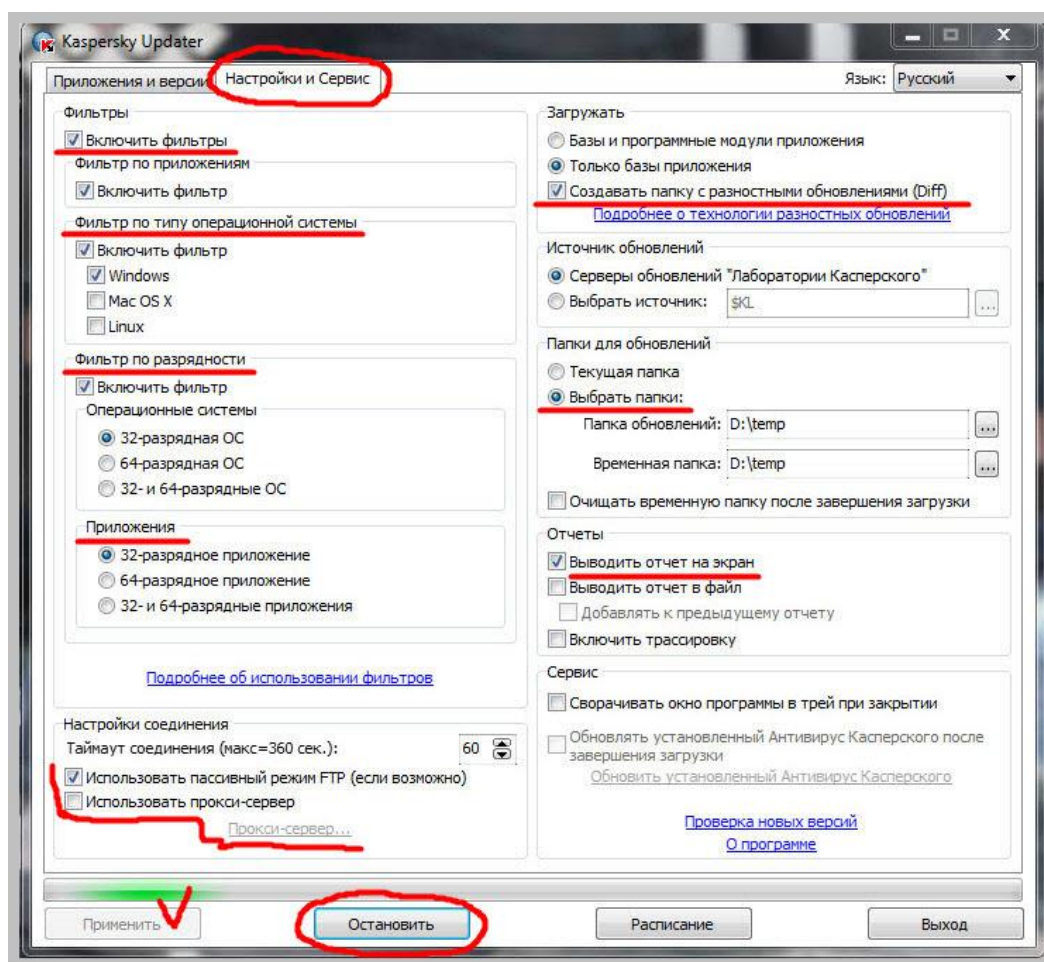 Kaspersky Updater
Приложения и версии
Настройки и Сервис
Язык: Русский
Фильтры
Включить фильтры
Фильтр по приложениям
Включить фильтр
Фильтр по типу операционной системы
Включить фильтр
Windows
Mac OS X
Linux
Фильтр по разрядности
Включить фильтр
Операционные системы
32-разрядная ОС
64-разрядная ОС
32- и 64-разрядные ОС
Приложения
32-разрядное приложение
64-разрядное приложение
32- и 64-разрядные приложения
Подробнее об использовании фильтров
Настройки соединения
Таймаут соединения (макс=360 сек.): 60
Использовать пассивный режим FTP (если возможно)
Использовать прокси-сервер
Прокси-сервер...
Загружать
Базы и программные модули приложения
Только базы приложения
Создавать папку с разностными обновлениями (Diff)
Подробнее о технологии разностных обновлений
Источник обновлений
Серверы обновлений "Лаборатории Касперского"
Выбрать источник: $KL ...
Папки для обновлений
Текущая папка
Выбрать папки:
Папка обновлений: D:\temp ...
Временная папка: D:\temp ...
Очищать временную папку после завершения загрузки
Отчеты
Выводить отчет на экран
Выводить отчет в файл
Добавлять к предыдущему отчету
Включить трассировку
Сервис
Сворачивать окно программы в трей при закрытии
Обновлять установленный Антивирус Касперского после
завершения загрузки
Обновить установленный Антивирус Касперского
Проверка новых версий
О программе
Применить
Остановить
Расписание
Выход